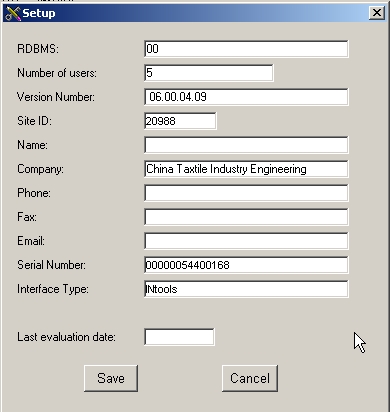 Setup
RDBMS: 00
Number of users: 5
Version Number: 06.00.04.09
Site ID: 20988
Name:
Company: China Taxtile Industry Engineering
Phone:
Fax:
Email:
Serial Number: 00000054400168
Interface Type: INtools
Last evaluation date:
Save Cancel